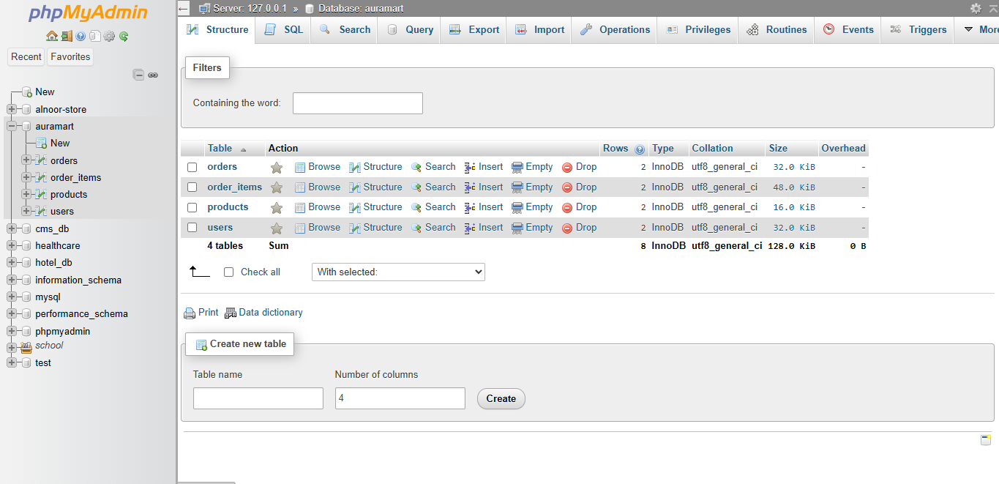 phpMyAdmin
Recent Favorites
New
alnoor-store
auramart
New
orders
order_items
products
users
cms_db
healthcare
hotel_db
information_schema
mysql
performance_schema
phpmyadmin
school
test
Server: 127.0.0.1 » Database: auramart
Structure SQL Search Query Export Import Operations Privileges Routines Events Triggers More
Filters
Containing the word:
Table Action Rows Type Collation Size Overhead
orders Browse Structure Search Insert Empty Drop 2 InnoDB utf8_general_ci 32.0 KiB -
order_items Browse Structure Search Insert Empty Drop 2 InnoDB utf8_general_ci 48.0 KiB -
products Browse Structure Search Insert Empty Drop 2 InnoDB utf8_general_ci 16.0 KiB -
users Browse Structure Search Insert Empty Drop 2 InnoDB utf8_general_ci 32.0 KiB -
4 tables Sum 8 InnoDB utf8_general_ci 128.0 KiB 0 B
Check all With selected:
Print Data dictionary
Create new table
Table name Number of columns
4 Create